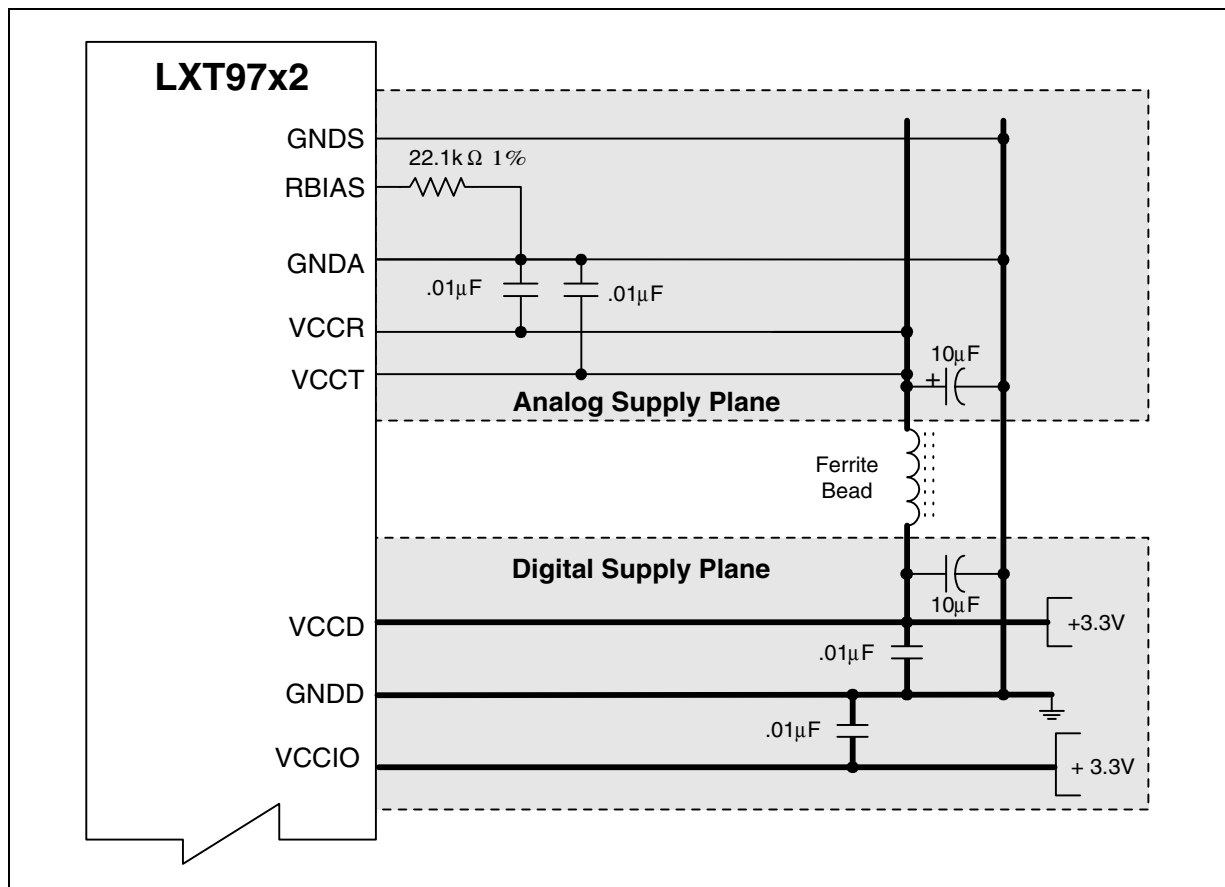 LXT97x2
GNDS
22.1k Ω 1%
RBIAS
GNDA
.01μF
.01μF
VCCR
10μF
VCCT
+
Analog Supply Plane
Ferrite
Bead
Digital Supply Plane
10μF
VCCD
+3.3V
.01μF
GNDD
.01μF
VCCIO
+ 3.3V